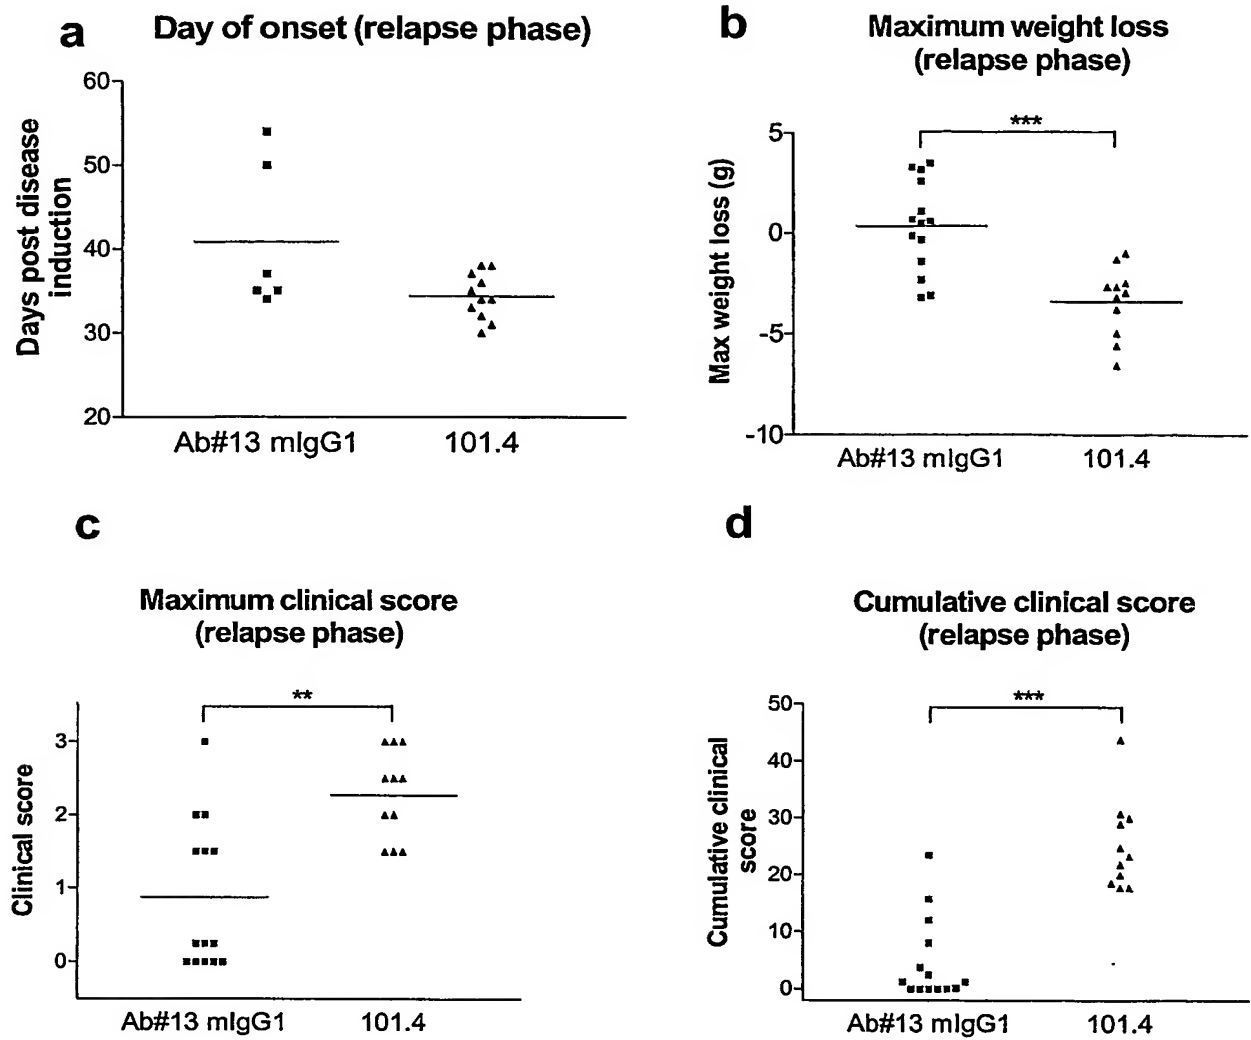 a
Day of onset (relapse phase)
Days post disease
induction
60
50
40
30
20
Ab#13 mIgG1
101.4
b
Maximum weight loss
(relapse phase)
***
Max weight loss (g)
5
0
-5
-10
Ab#13 mIgG1
101.4
c
Maximum clinical score
(relapse phase)
**
Clinical score
3
2
1
0
Ab#13 mIgG1
101.4
d
Cumulative clinical score
(relapse phase)
***
Cumulative clinical
score
50
40
30
20
10
0
Ab#13 mIgG1
101.4